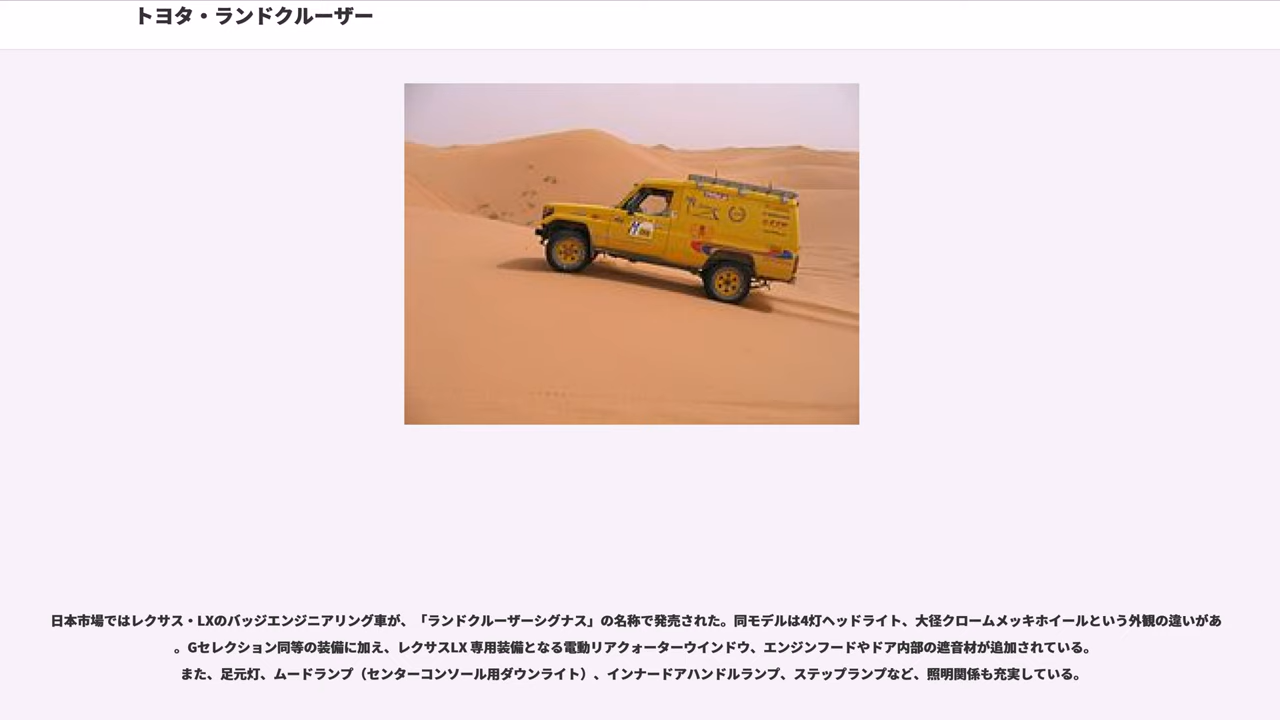 トヨタ・ランドクルーザー
日本市場ではレクサス・LXのバッジエンジニアリング車が、「ランドクルーザーシグナス」の名称で発売された。同モデルは4灯ヘッドライト、大径クロームメッキホイールという外観の違いがあ
。Gセレクション同等の装備に加え、レクサスLX 専用装備となる電動リアクォーターウインドウ、エンジンフードやドア内部の遮音材が追加されている。
また、足元灯、ムードランプ（センターコンソール用ダウンライト）、インナードアハンドルランプ、ステップランプなど、照明関係も充実している。